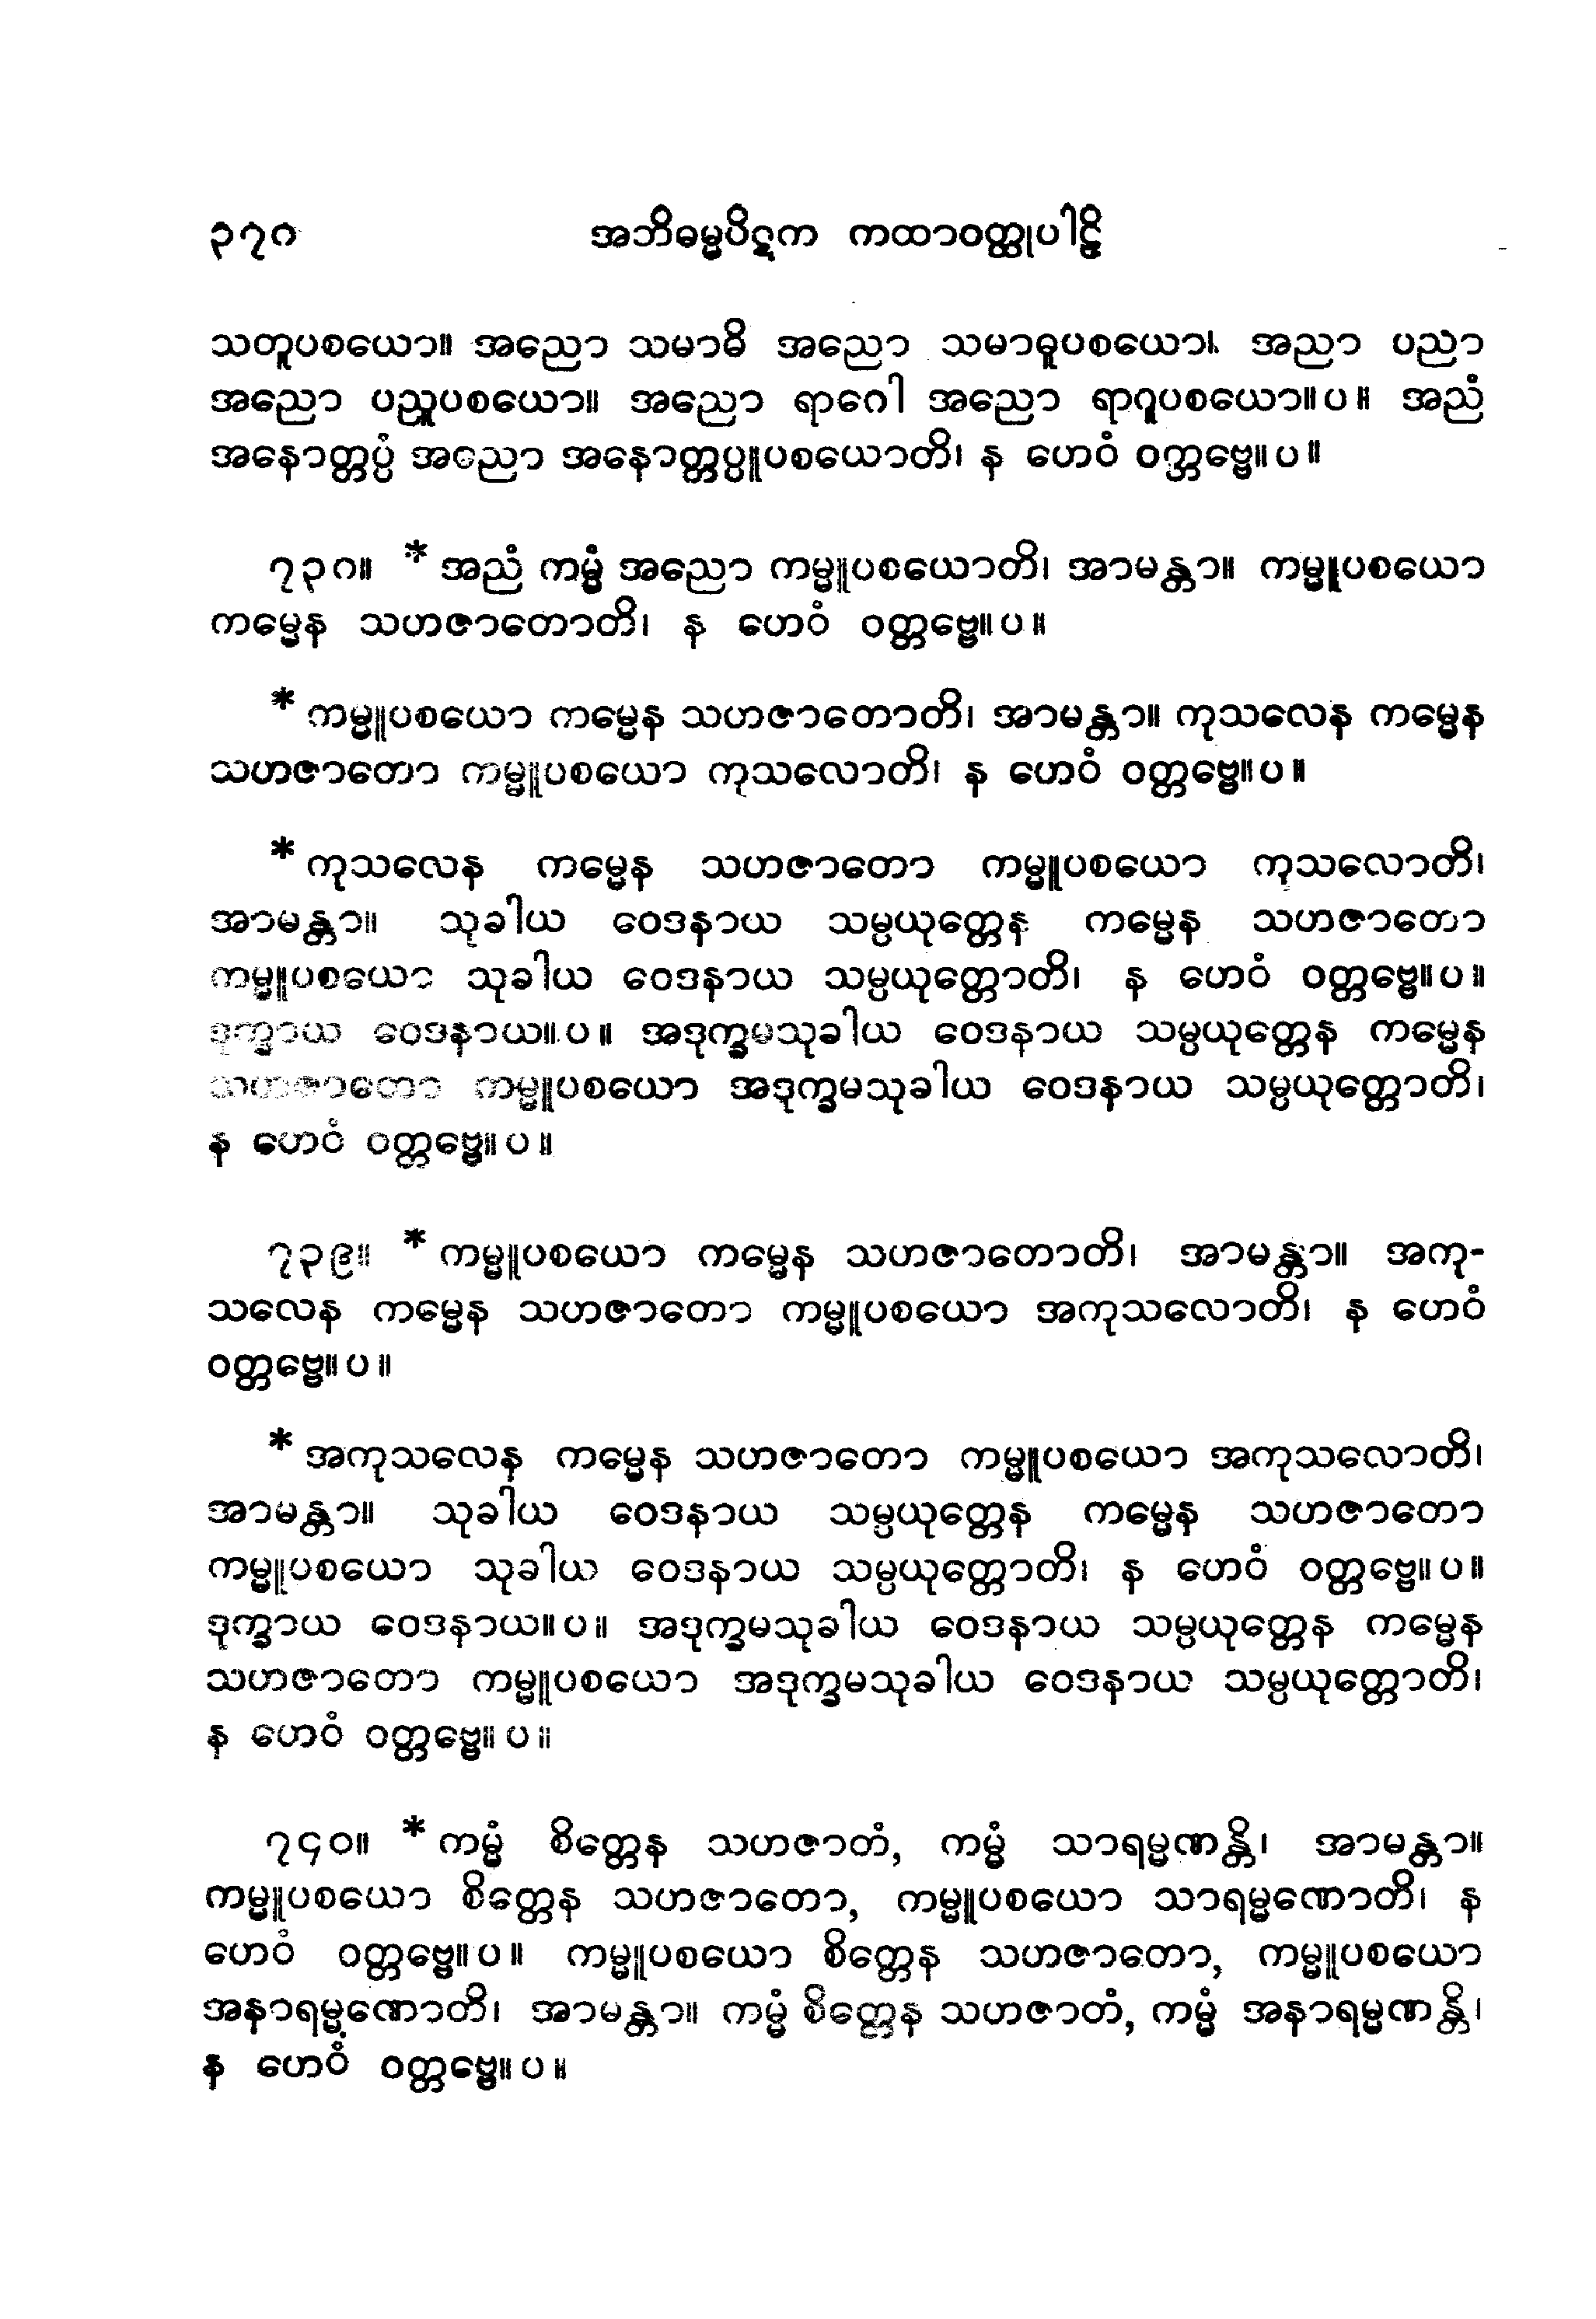 ၃၇ဂ အဘိဓမ္မပိဋက ကထာဝတ္ထုပါဠိ
သတူပစယော။ အညော သမာဓိ အညော သမာဓူပစယော။ အညာ ပညာ
အညော ပညူပစယော။ အညော ရာဂေါ အညော ရာဂူပစယော။ပ။ အညံ
အနောတ္တပ္ပံ အညော အနောတ္တပ္ပူပစယောတိ၊ န ဟေဝံ ဝတ္တဗ္ဗေ။ပ။
၇၃ဂ။ * အညံ ကမ္မံ အညော ကမ္မူပစယောတိ၊ အာမန္တာ။ ကမ္မူပစယော
ကမ္မေန သဟဇာတောတိ၊ န ဟေဝံ ဝတ္တဗ္ဗေ။ပ။
* ကမ္မူပစယော ကမ္မေန သဟဇာတောတိ၊ အာမန္တာ။ ကုသလေန ကမ္မေန
သဟဇာတော ကမ္မူပစယော ကုသလောတိ၊ န ဟေဝံ ဝတ္တဗ္ဗေ။ပ။
* ကုသလေန ကမ္မေန သဟဇာတော ကမ္မူပစယော ကုသလောတိ၊
အာမန္တာ။ သုခါယ ဝေဒနာယ သမ္ပယုတ္တေန ကမ္မေန သဟဇာတော
ကမ္မူပစယော သုခါယ ဝေဒနာယ သမ္ပယုတ္တောတိ၊ န ဟေဝံ ဝတ္တဗ္ဗေ။ပ။
ဒုက္ခာယ ဝေဒနာယ။ပ။ အဒုက္ခမသုခါယ ဝေဒနာယ သမ္ပယုတ္တေန ကမ္မေန
သဟဇာတော ကမ္မူပစယော အဒုက္ခမသုခါယ ဝေဒနာယ သမ္ပယုတ္တောတိ၊
န ဟေဝံ ဝတ္တဗ္ဗေ။ပ။
၇၃၉။ * ကမ္မူပစယော ကမ္မေန သဟဇာတောတိ၊ အာမန္တာ။ အကု-
သလေန ကမ္မေန သဟဇာတော ကမ္မူပစယော အကုသလောတိ၊ န ဟေဝံ
ဝတ္တဗ္ဗေ။ပ။
* အကုသလေန ကမ္မေန သဟဇာတော ကမ္မူပစယော အကုသလောတိ၊
အာမန္တာ။ သုခါယ ဝေဒနာယ သမ္ပယုတ္တေန ကမ္မေန သဟဇာတော
ကမ္မူပစယော သုခါယ ဝေဒနာယ သမ္ပယုတ္တောတိ၊ န ဟေဝံ ဝတ္တဗ္ဗေ။ပ။
ဒုက္ခာယ ဝေဒနာယ။ပ။ အဒုက္ခမသုခါယ ဝေဒနာယ သမ္ပယုတ္တေန ကမ္မေန
သဟဇာတော ကမ္မူပစယော အဒုက္ခမသုခါယ ဝေဒနာယ သမ္ပယုတ္တောတိ၊
န ဟေဝံ ဝတ္တဗ္ဗေ။ပ။
၇၄၀။ * ကမ္မံ စိတ္တေန သဟဇာတံ, ကမ္မံ သာရမ္မဏန္တိ၊ အာမန္တာ။
ကမ္မူပစယော စိတ္တေန သဟဇာတော, ကမ္မူပစယော သာရမ္မဏောတိ၊ န
ဟေဝံ ဝတ္တဗ္ဗေ။ပ။ ကမ္မူပစယော စိတ္တေန သဟဇာတော, ကမ္မူပစယော
အနာရမ္မဏောတိ၊ အာမန္တာ။ ကမ္မံ စိတ္တေန သဟဇာတံ, ကမ္မံ အနာရမ္မဏန္တိ၊
န ဟေဝံ ဝတ္တဗ္ဗေ။ပ။